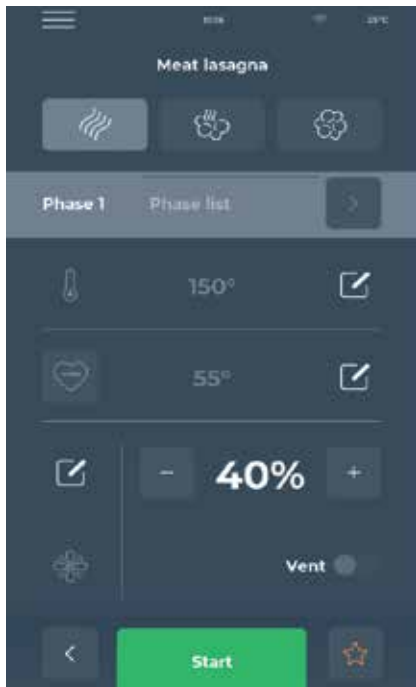 Meat lasagna
Phase 1 Phase list >
150°
55°
- 40% +
Vent
< Start